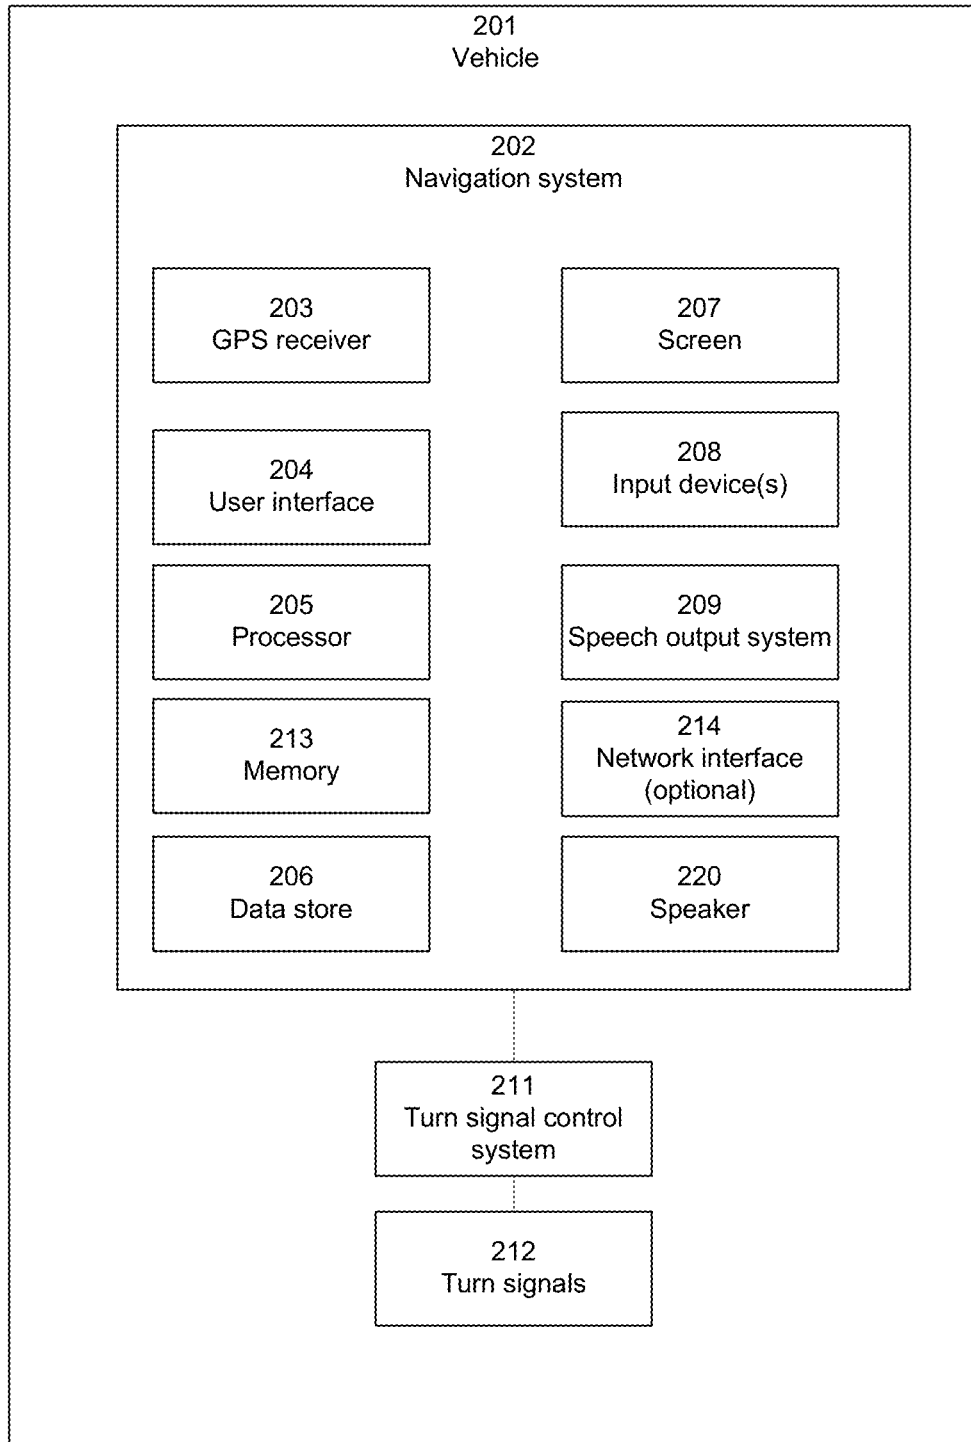 201
Vehicle
202
Navigation system
203
GPS receiver
207
Screen
204
User interface
208
Input device(s)
205
Processor
209
Speech output system
213
Memory
214
Network interface
(optional)
206
Data store
220
Speaker
211
Turn signal control
system
212
Turn signals